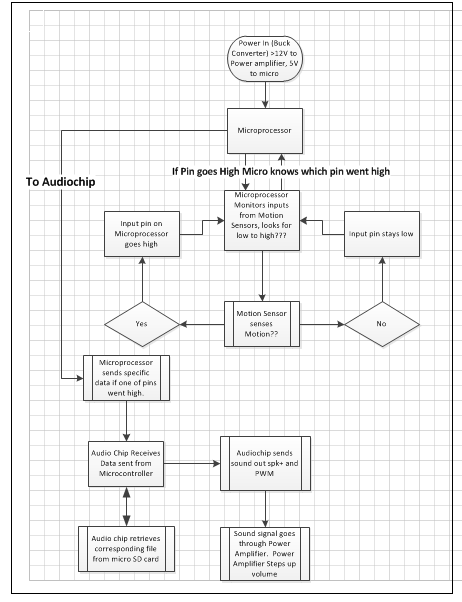 Power In (Buck
Converter) >12V to
Power amplifier, 5V
to micro
Microprocessor
If Pin goes High Micro knows which pin went high
To Audiochip
Microprocessor
Monitors inputs
from Motion
Sensors, looks for
low to high???
Input pin on
Microprocessor
goes high
Input pin stays low
Yes
Motion Sensor
senses
Motion??
No
Microprocessor
sends specific
data if one of pins
went high.
Audio Chip Receives
Data sent from
Microcontroller
Audiochip sends
sound out spk+ and
PWM
Audio chip retrieves
corresponding file
from micro SD card
Sound signal goes
through Power
Amplifier. Power
Amplifier Steps up
volume